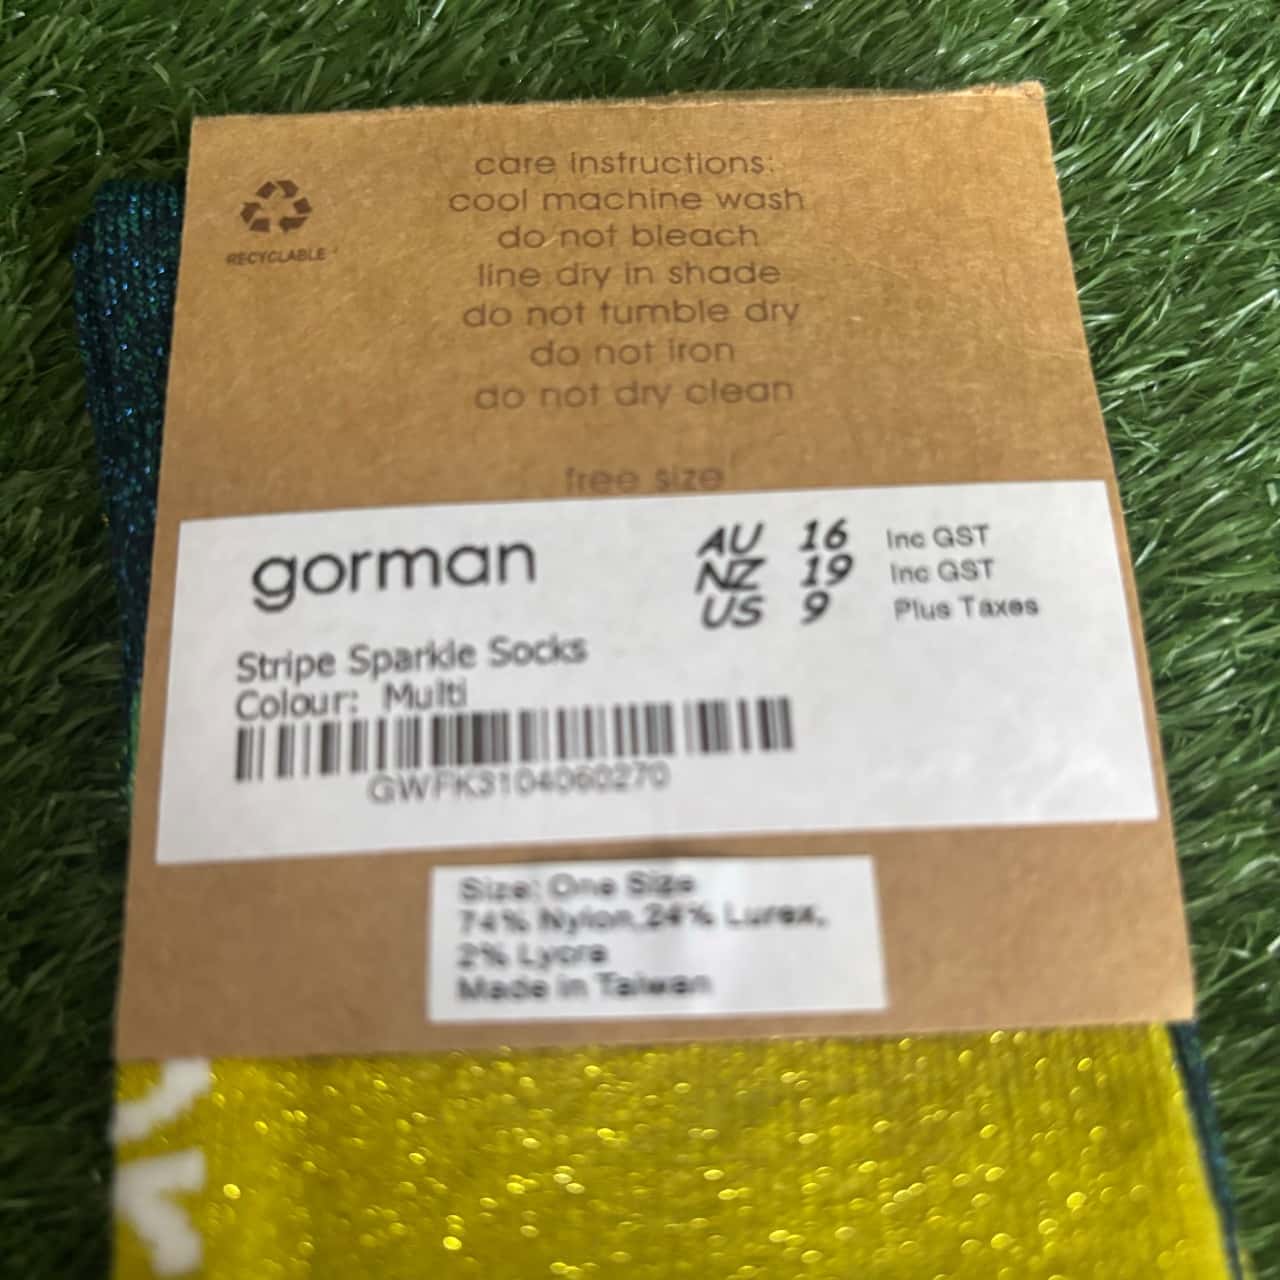 RECYCLABLE
care instructions:
cool machine wash
do not bleach
line dry in shade
do not tumble dry
do not iron
do not dry clean
free size
gorman
AU 16 Inc GST
NZ 19 Inc GST
US 9 Plus Taxes
Stripe Sparkle Socks
Colour: Multi
GWFK3104060270
Size: One Size
74% Nylon,24% Lurex,
2% Lycra
Made in Taiwan